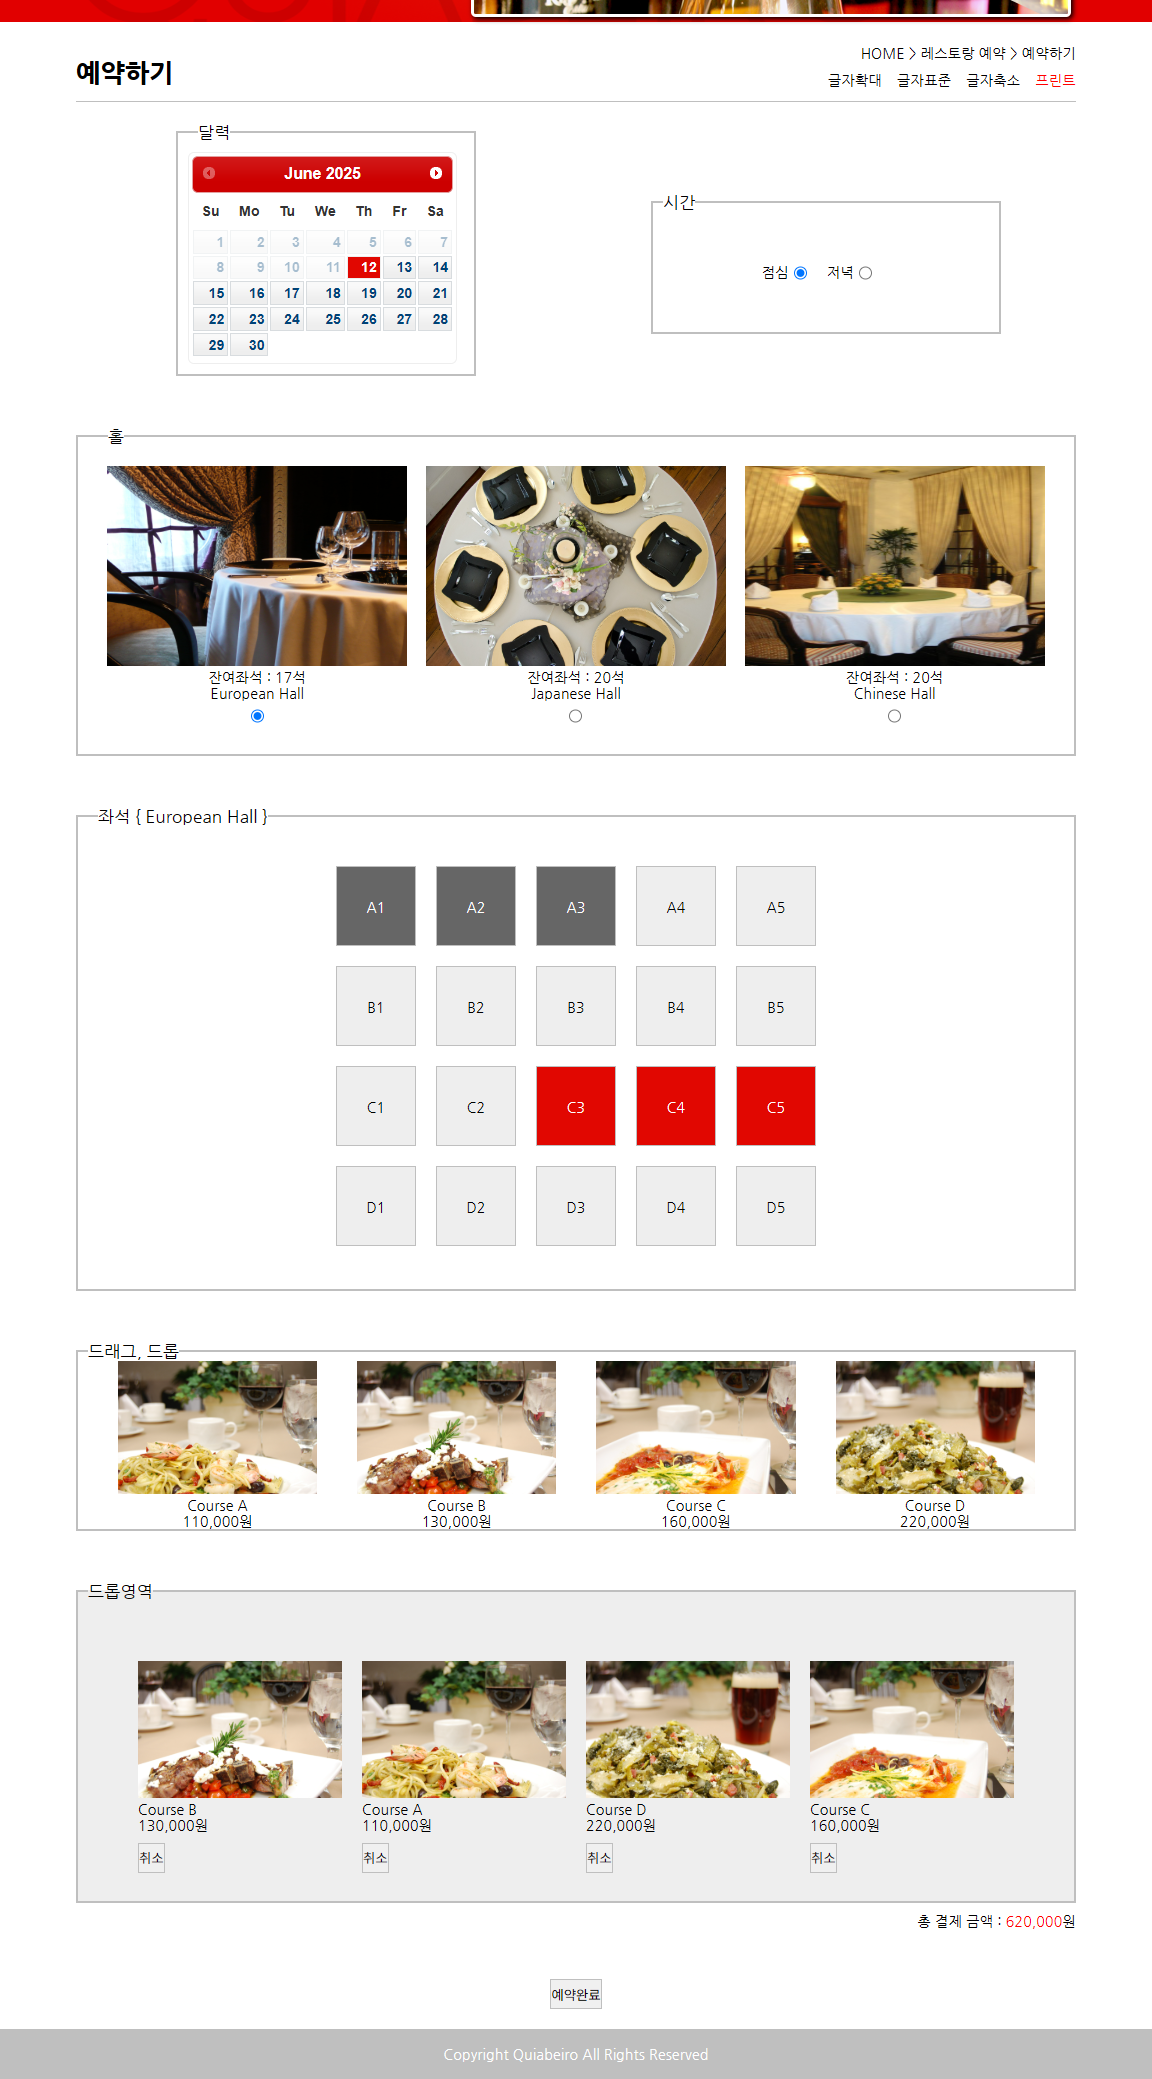 HOME > 레스토랑 예약 > 예약하기
예약하기
글자확대 글자표준 글자축소 프린트
달력
June 2025
Su Mo Tu We Th Fr Sa
1 2 3 4 5 6 7
8 9 10 11 12 13 14
15 16 17 18 19 20 21
22 23 24 25 26 27 28
29 30
시간
점심 저녁
홀
잔여좌석 : 17석
European Hall
잔여좌석 : 20석
Japanese Hall
잔여좌석 : 20석
Chinese Hall
좌석 { European Hall }
A1 A2 A3 A4 A5
B1 B2 B3 B4 B5
C1 C2 C3 C4 C5
D1 D2 D3 D4 D5
드래그, 드롭
Course A
110,000원
Course B
130,000원
Course C
160,000원
Course D
220,000원
드롭영역
Course B
130,000원
취소
Course A
110,000원
취소
Course D
220,000원
취소
Course C
160,000원
취소
총 결제 금액 : 620,000원
예약완료
Copyright Quiabeiro All Rights Reserved